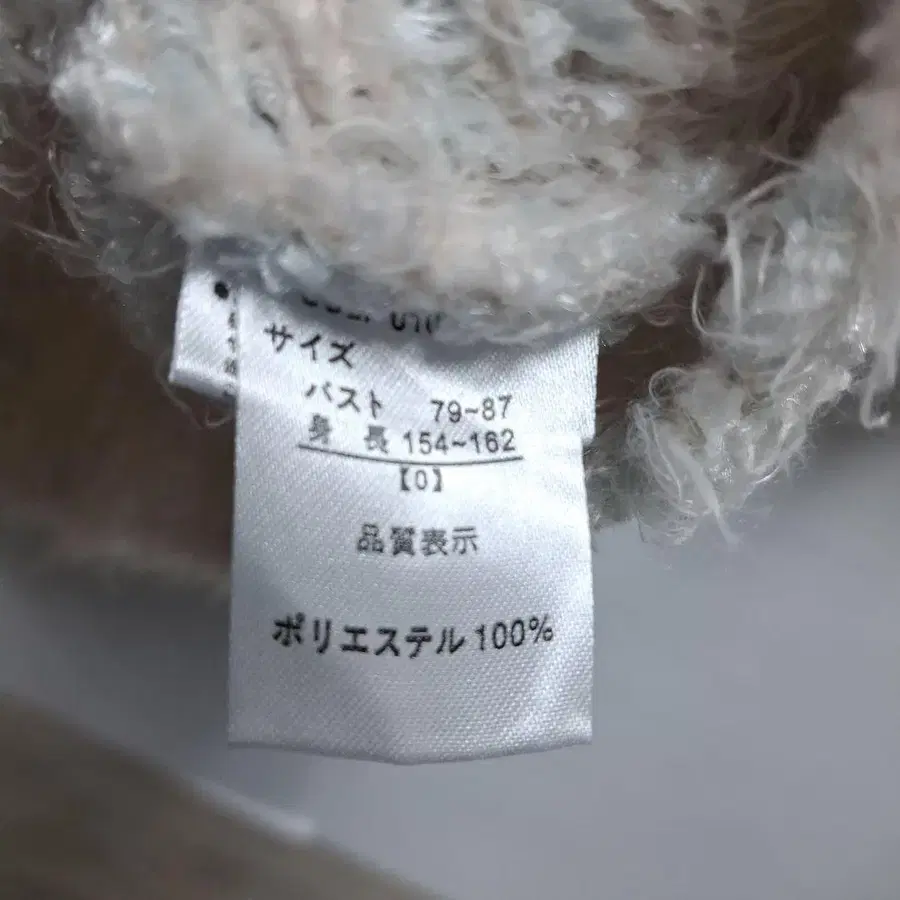 サイズ
バスト 79~87
身長 154~162
【0】
品質表示
ポリエステル 100%